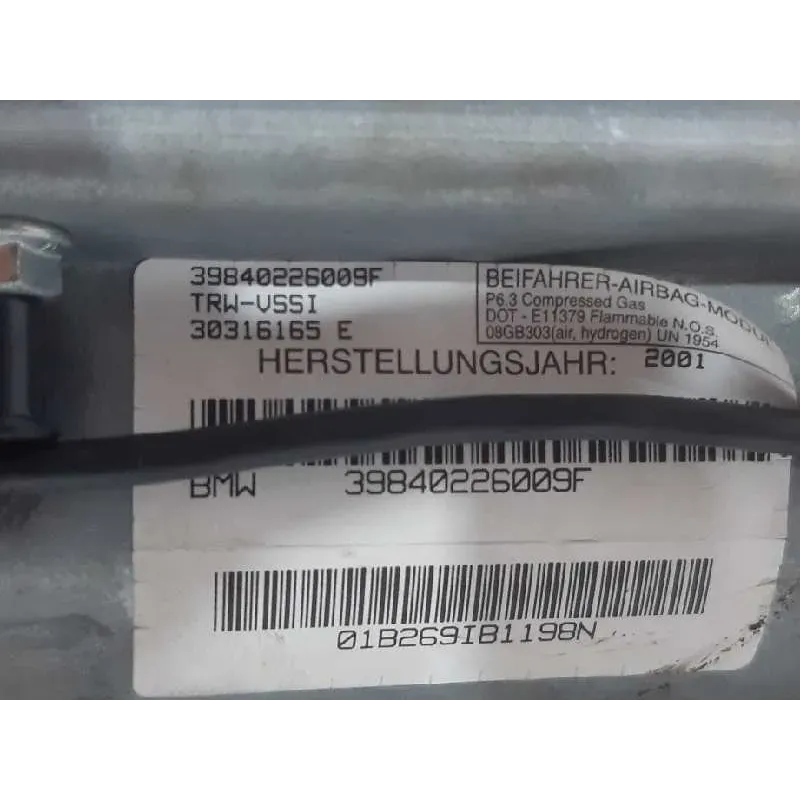 39840226009F
TRW-VSSI
30316165 E
BEIFAHRER-AIRBAG-MODUL
P6.3 Compressed Gas
DOT - E11379 Flammable N.O.S.
08GB303(air, hydrogen) UN 1954
HERSTELLUNGSJAHR: 2001
BMW 39840226009F
01B269IB1198N